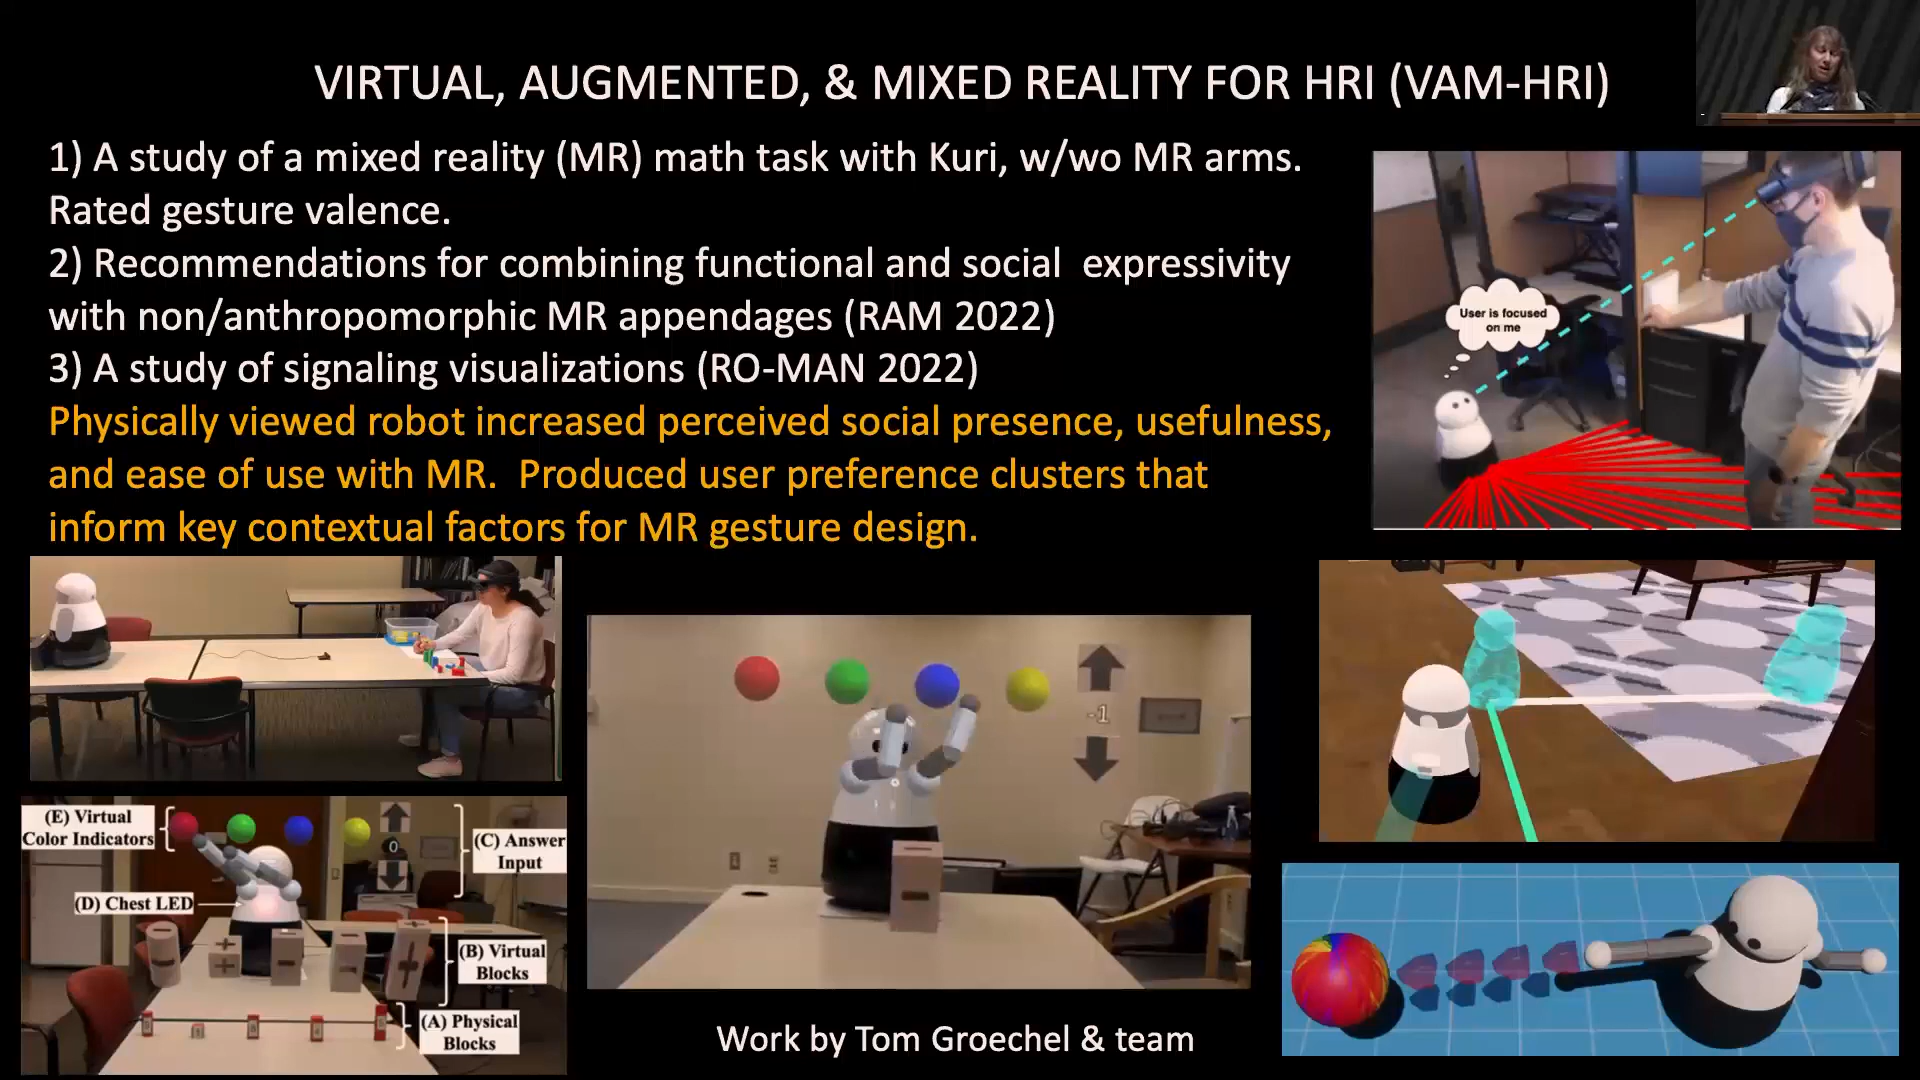 VIRTUAL, AUGMENTED, & MIXED REALITY FOR HRI (VAM-HRI)
1) A study of a mixed reality (MR) math task with Kuri, w/wo MR arms.
Rated gesture valence.
2) Recommendations for combining functional and social  expressivity
with non/anthropomorphic MR appendages (RAM 2022)
3) A study of signaling visualizations (RO-MAN 2022)
Physically viewed robot increased perceived social presence, usefulness,
and ease of use with MR.  Produced user preference clusters that
inform key contextual factors for MR gesture design.
User is focused
on me
-1
(E) Virtual
Color Indicators
0
(C) Answer
Input
(D) Chest LED
(B) Virtual
Blocks
(A) Physical
Blocks
Work by Tom Groechel & team